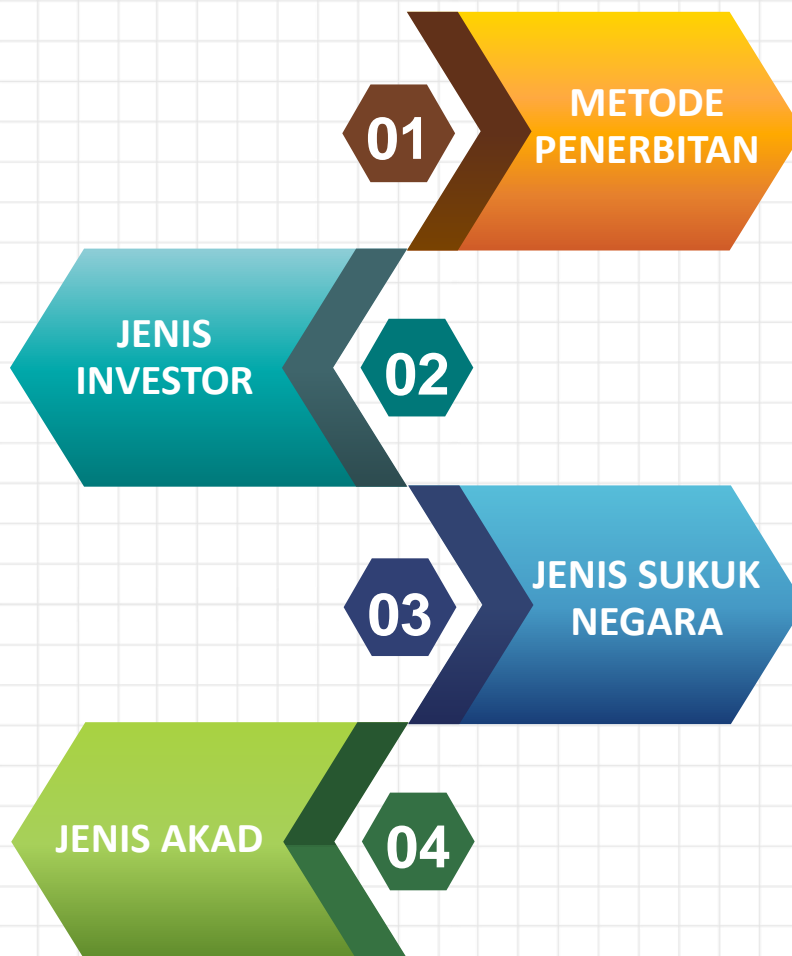 01
METODE
PENERBITAN
JENIS
INVESTOR
02
03
JENIS SUKUK
NEGARA
JENIS AKAD
04